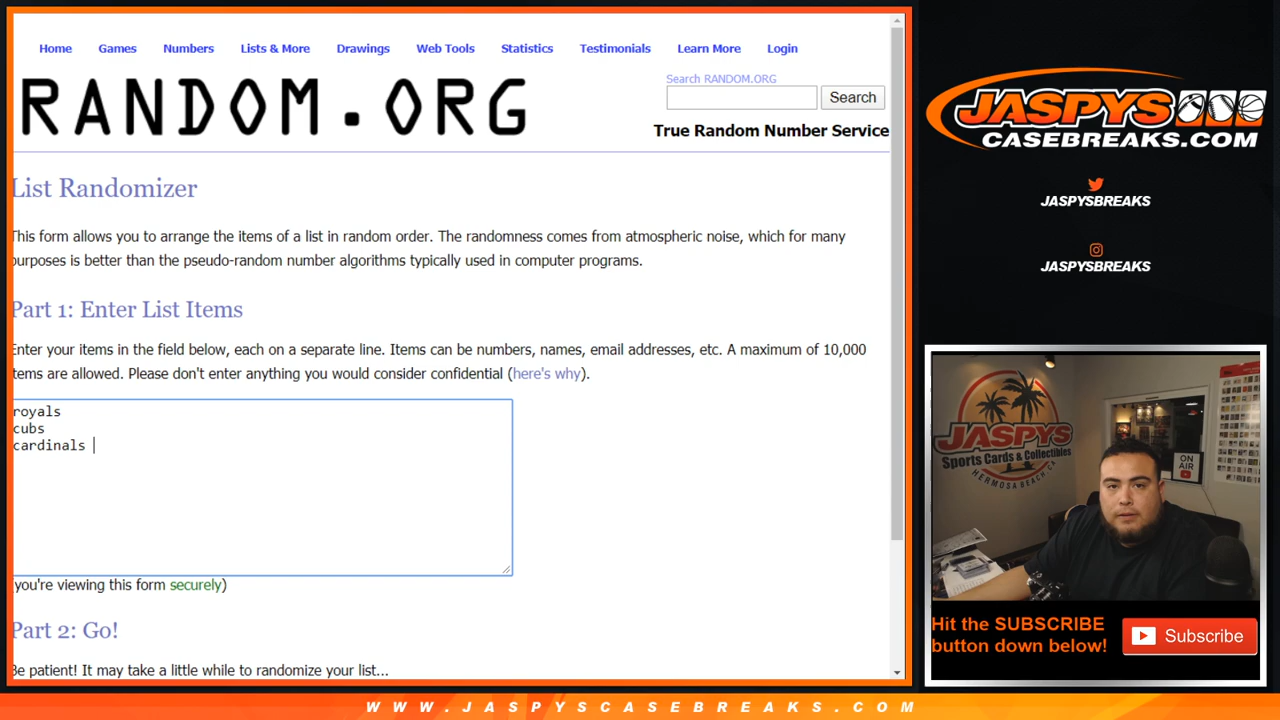 Home Games Numbers Lists & More Drawings Web Tools Statistics Testimonials Learn More Login
RANDOM.ORG
Search RANDOM.ORG
Search
True Random Number Service
List Randomizer
This form allows you to arrange the items of a list in random order. The randomness comes from atmospheric noise, which for many
purposes is better than the pseudo-random number algorithms typically used in computer programs.
Part 1: Enter List Items
Enter your items in the field below, each on a separate line. Items can be numbers, names, email addresses, etc. A maximum of 10,000
items are allowed. Please don't enter anything you would consider confidential (here's why).
royals
cubs
cardinals
(you're viewing this form securely)
Part 2: Go!
Be patient! It may take a little while to randomize your list...
JASPYS
CASEBREAKS.COM
JASPYSBREAKS
JASPYSBREAKS
JASPYS
Sports Cards & Collectibles
HERMOSA BEACH, CA
ON
AIR
Hit the SUBSCRIBE
button down below!
Subscribe
WWW.JASPYSCASEBREAKS.COM